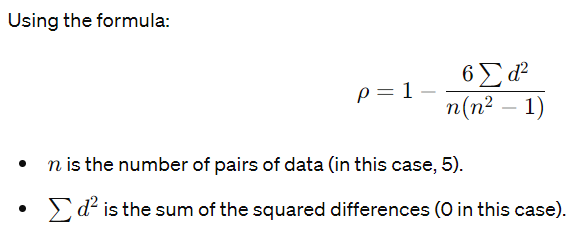 Using the formula:
ρ = 1 − 6 ∑ d² / n(n² − 1)
• n is the number of pairs of data (in this case, 5).
• ∑ d² is the sum of the squared differences (0 in this case).